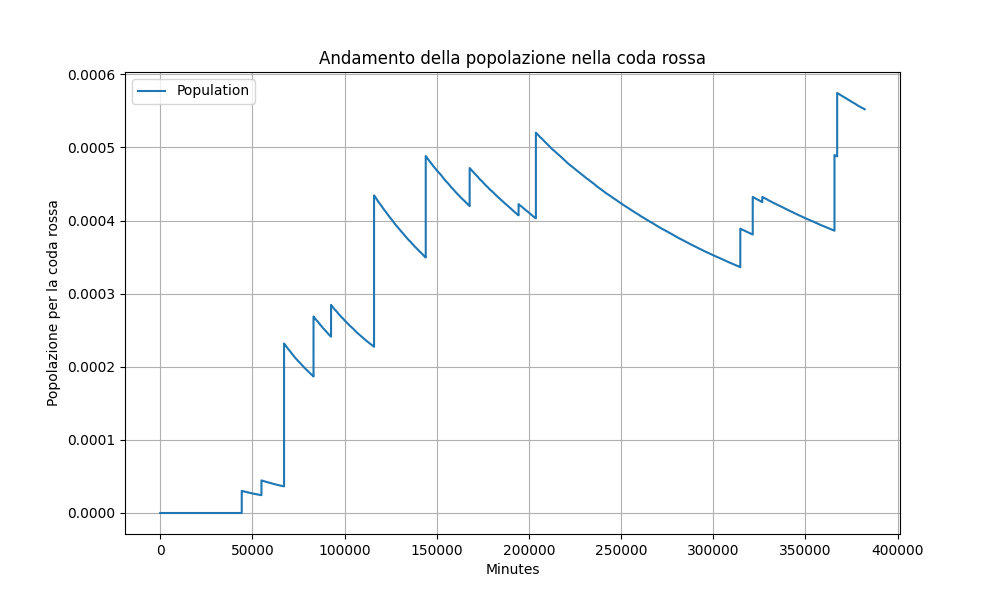 Andamento della popolazione nella coda rossa
Population
Popolazione per la coda rossa
0.0006
0.0005
0.0004
0.0003
0.0002
0.0001
0.0000
0 50000 100000 150000 200000 250000 300000 350000 400000
Minutes